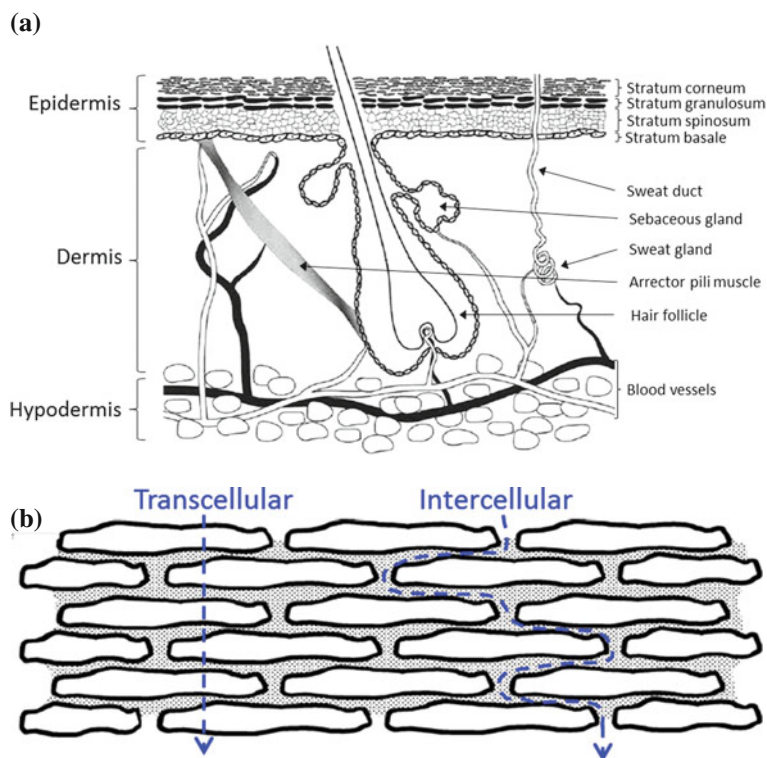 (a)
Epidermis
Stratum corneum
Stratum granulosum
Stratum spinosum
Stratum basale
Dermis
Sweat duct
Sebaceous gland
Sweat gland
Arrector pili muscle
Hair follicle
Hypodermis
Blood vessels
(b)
Transcellular
Intercellular